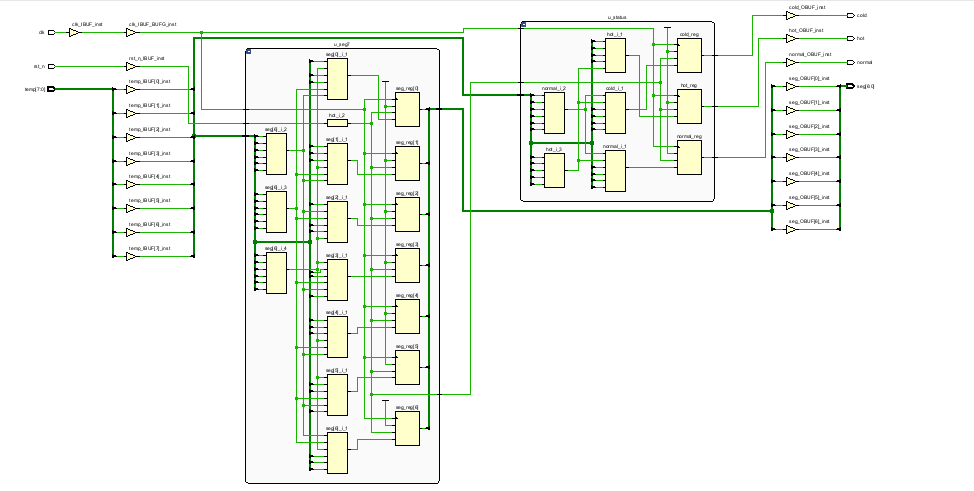 clk
clk_IBUF_inst
clk_IBUF_BUFG_inst
rst_n
rst_n_IBUF_inst
temp[7:0]
temp_IBUF[0]_inst
temp_IBUF[1]_inst
temp_IBUF[2]_inst
temp_IBUF[3]_inst
temp_IBUF[4]_inst
temp_IBUF[5]_inst
temp_IBUF[6]_inst
temp_IBUF[7]_inst
u_seg7
seg[6]_i_2
seg[6]_i_3
seg[6]_i_4
seg[0]_i_1
hot_i_2
seg[1]_i_1
seg[2]_i_1
seg[3]_i_1
seg[4]_i_1
seg[5]_i_1
seg[6]_i_1
seg_reg[0]
seg_reg[1]
seg_reg[2]
seg_reg[3]
seg_reg[4]
seg_reg[5]
seg_reg[6]
u_status
normal_i_2
hot_i_3
hot_i_1
cold_i_1
normal_i_1
cold_reg
hot_reg
normal_reg
cold_OBUF_inst
cold
hot_OBUF_inst
hot
normal_OBUF_inst
normal
seg_OBUF[0]_inst
seg[6:0]
seg_OBUF[1]_inst
seg_OBUF[2]_inst
seg_OBUF[3]_inst
seg_OBUF[4]_inst
seg_OBUF[5]_inst
seg_OBUF[6]_inst